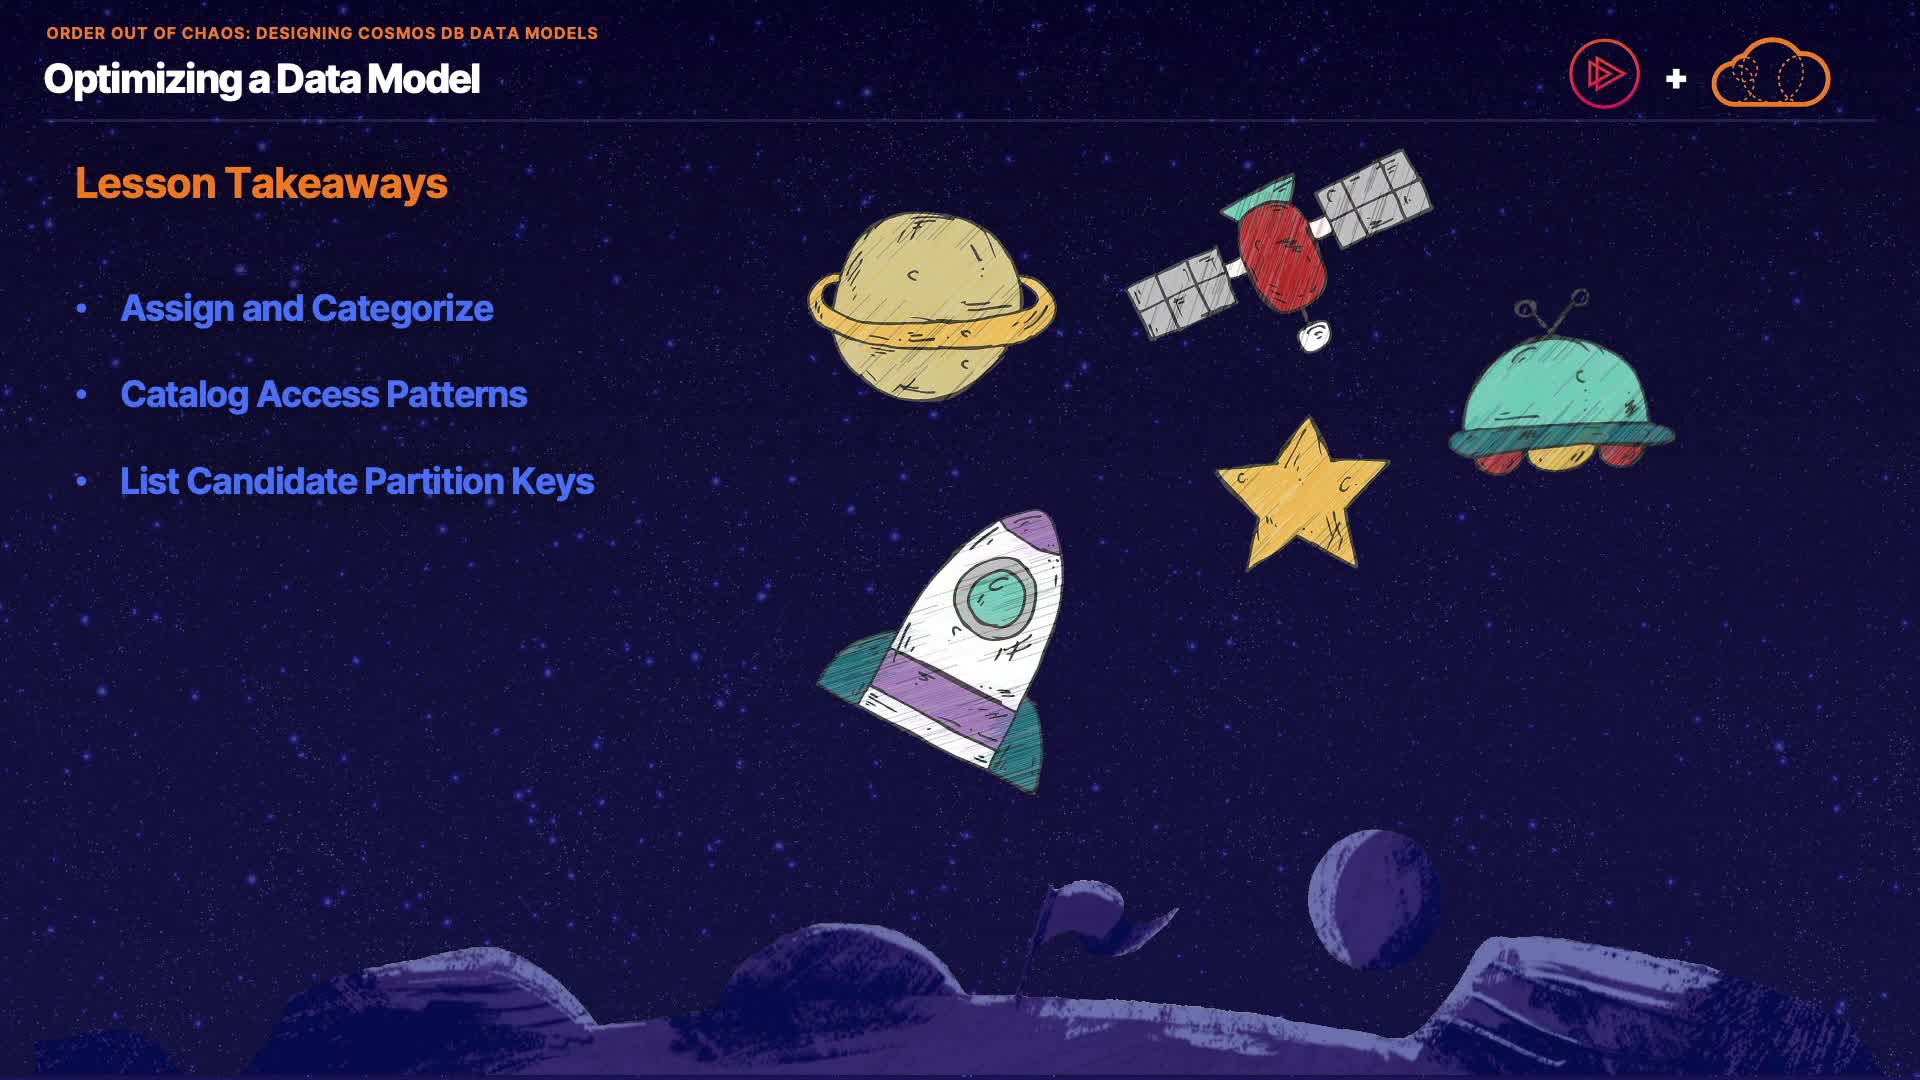 ORDER OUT OF CHAOS: DESIGNING COSMOS DB DATA MODELS
Optimizing a Data Model
+
Lesson Takeaways
• Assign and Categorize
• Catalog Access Patterns
• List Candidate Partition Keys